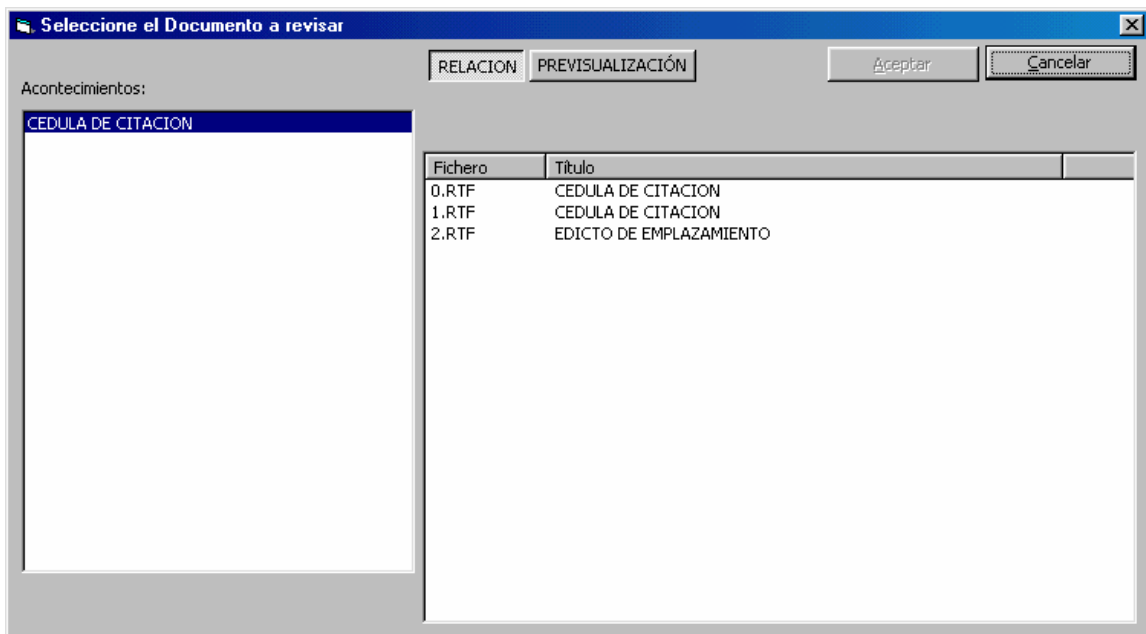 Seleccione el Documento a revisar
RELACION PREVISUALIZACIÓN Aceptar Cancelar
Acontecimientos:
CEDULA DE CITACION
Fichero Título
0.RTF CEDULA DE CITACION
1.RTF CEDULA DE CITACION
2.RTF EDICTO DE EMPLAZAMIENTO